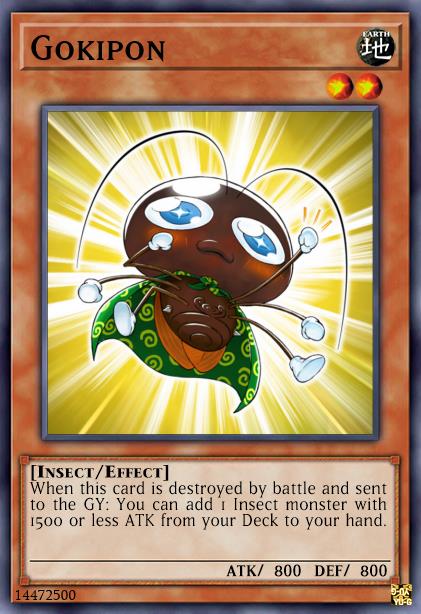 Gokipon
EARTH
地
[Insect/Effect]
When this card is destroyed by battle and sent
to the GY: You can add 1 Insect monster with
1500 or less ATK from your Deck to your hand.
ATK/ 800 DEF/ 800
14472500